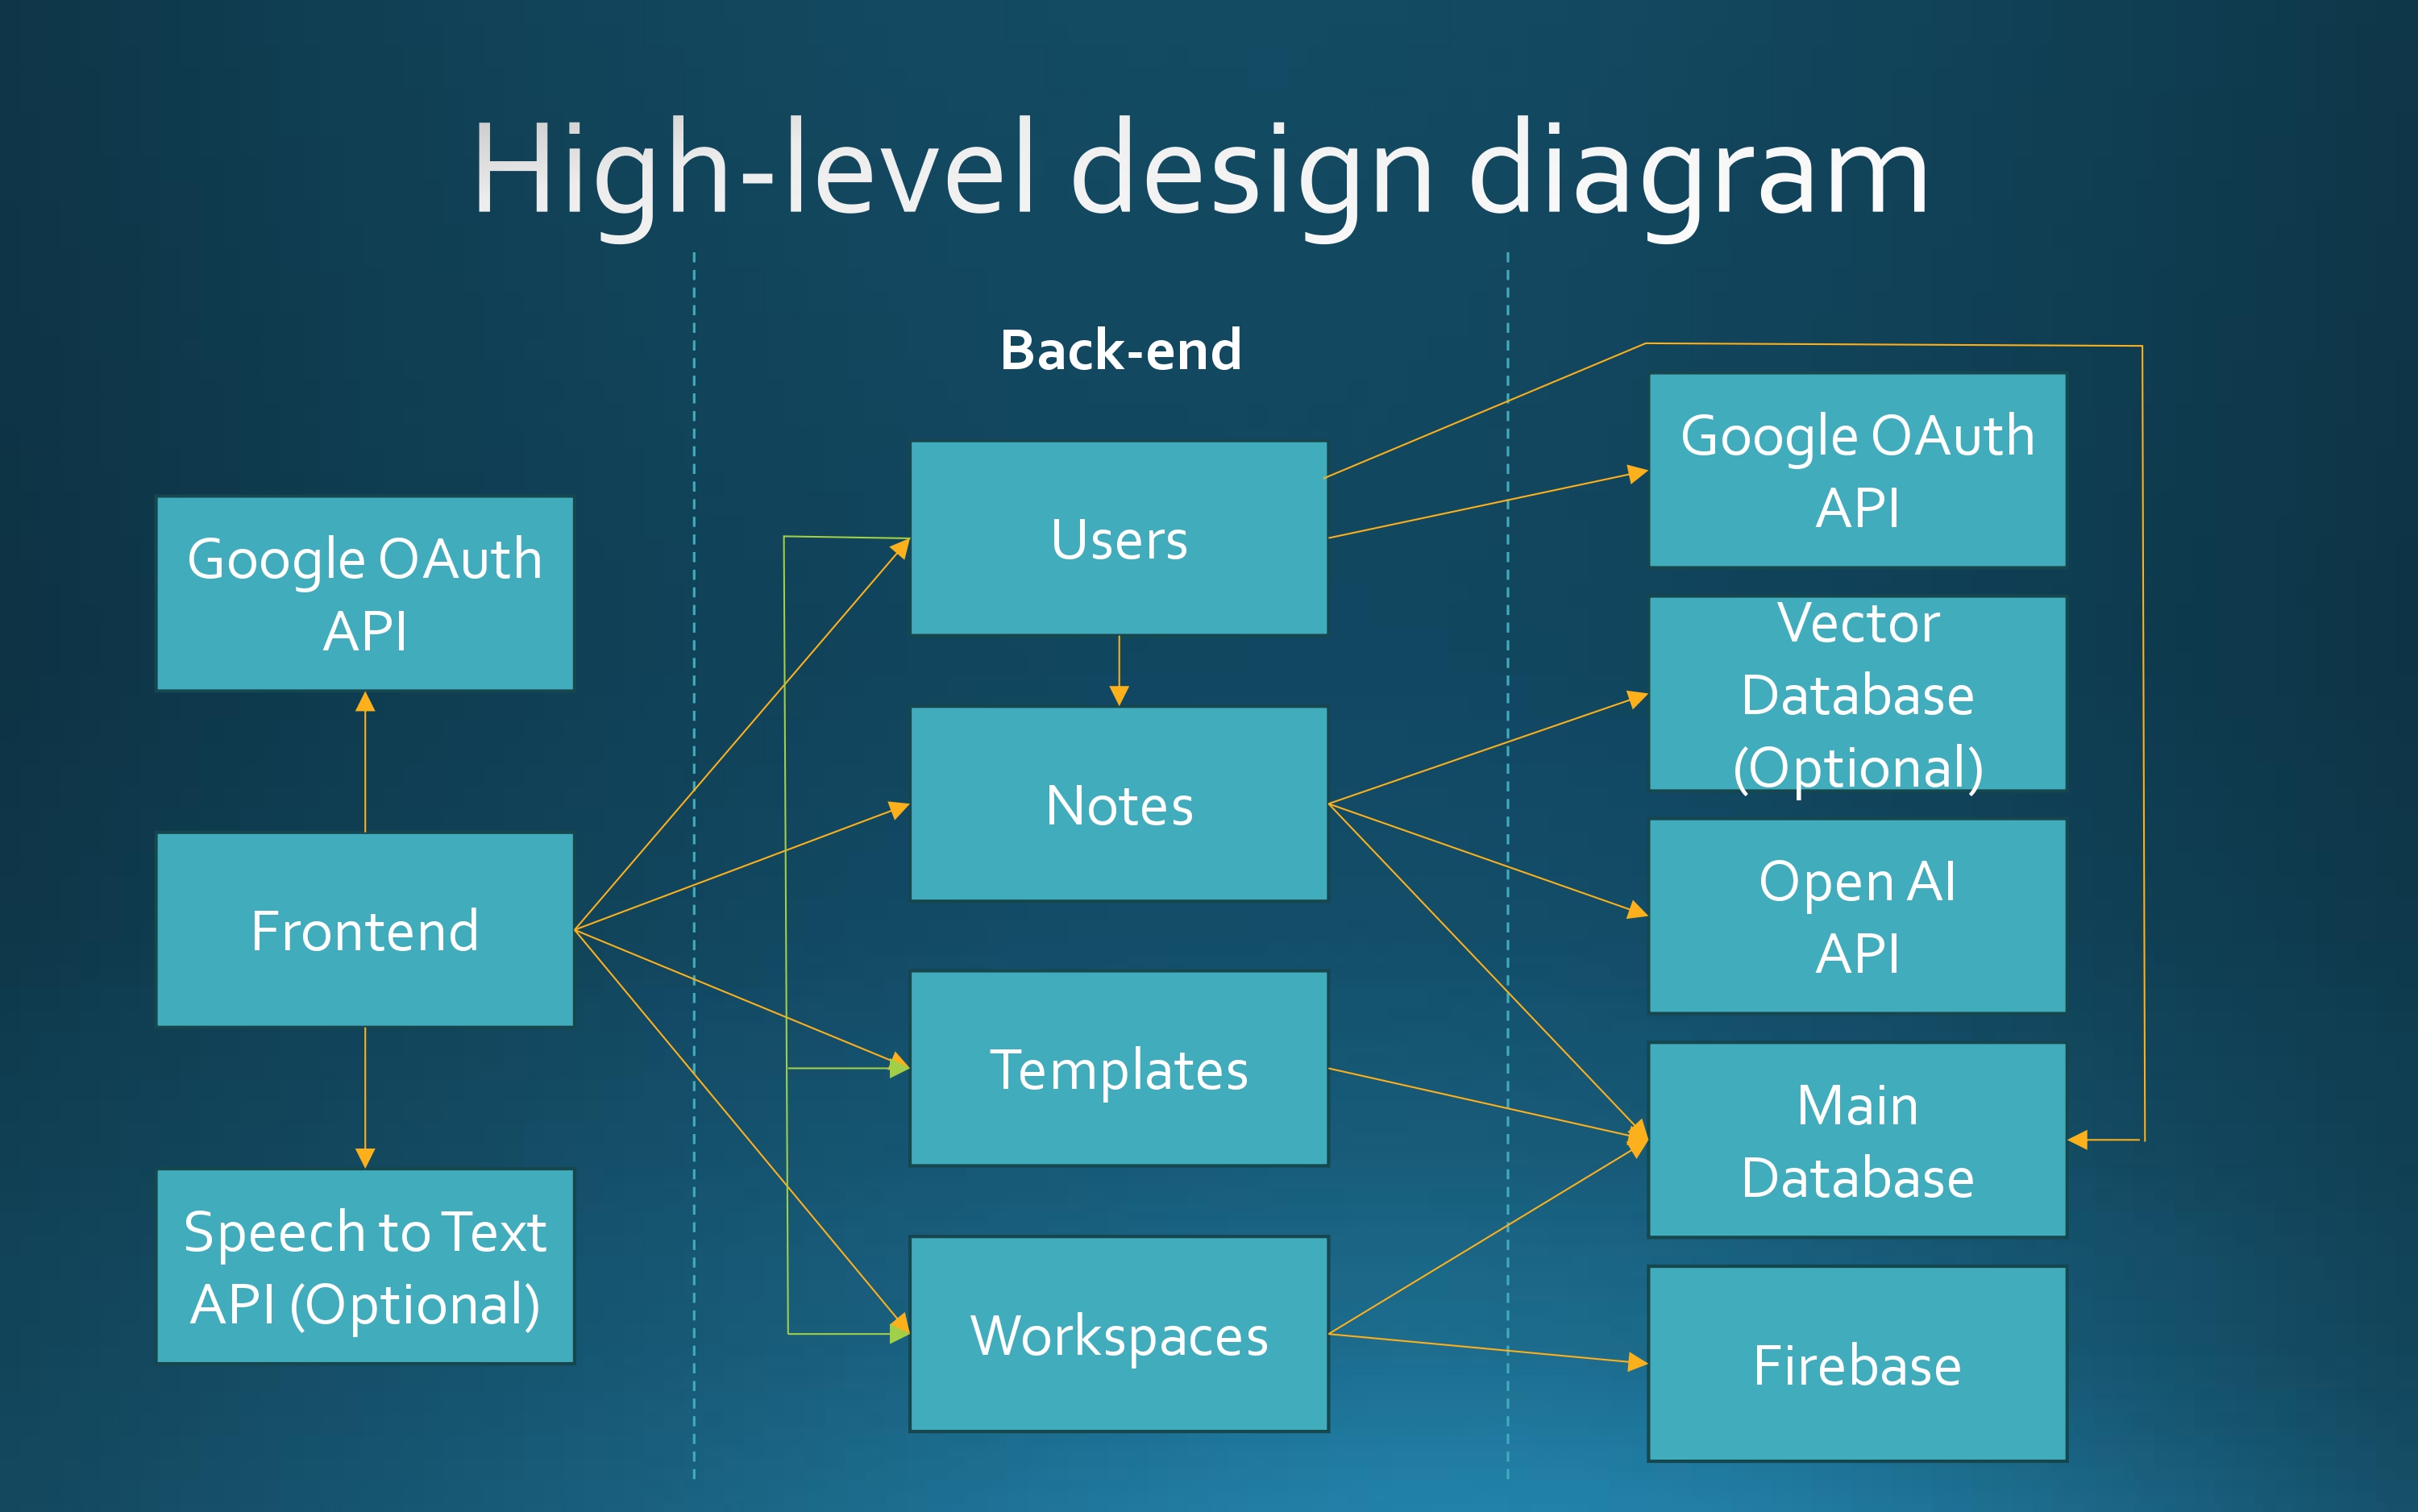 High-level design diagram
Back-end
Google OAuth
API
Frontend
Speech to Text
API (Optional)
Users
Notes
Templates
Workspaces
Google OAuth
API
Vector
Database
(Optional)
Open AI
API
Main
Database
Firebase